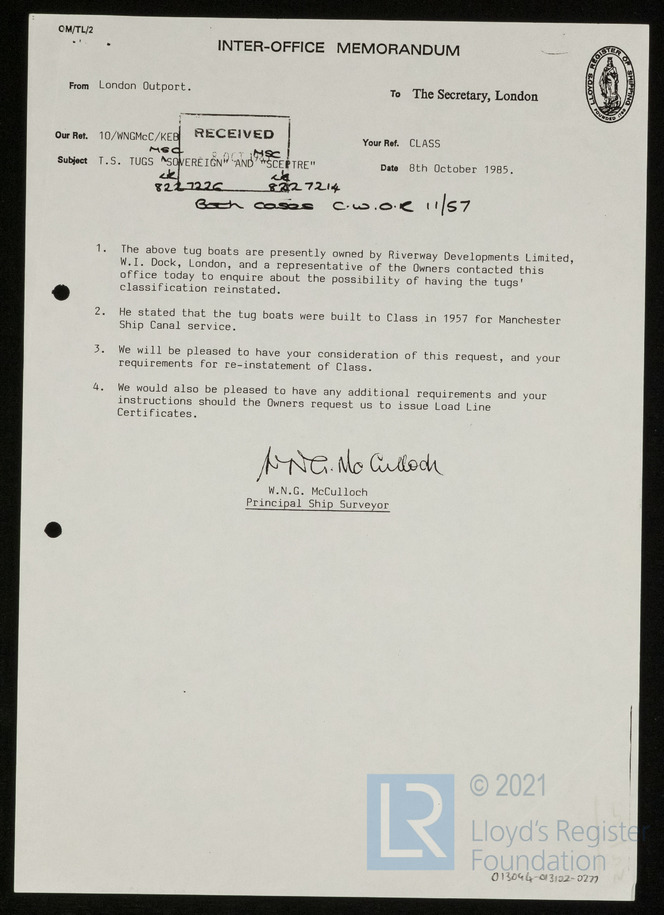 OM/TL/2
INTER-OFFICE MEMORANDUM
From London Outport.
To The Secretary, London
LLOYD'S REGISTER OF SHIPPING
FOUNDED 1760
Our Ref. 10/WNGMcC/KEB
RECEIVED
8 OCT
Your Ref. CLASS
MSC MSC
Subject T.S. TUGS "SOVEREIGN" AND "SCEPTRE"
Date 8th October 1985.
8227226 8227214
Both cases C.W.O.R 11/57
1. The above tug boats are presently owned by Riverway Developments Limited,
W.I. Dock, London, and a representative of the Owners contacted this
office today to enquire about the possibility of having the tugs'
classification reinstated.
2. He stated that the tug boats were built to Class in 1957 for Manchester
Ship Canal service.
3. We will be pleased to have your consideration of this request, and your
requirements for re-instatement of Class.
4. We would also be pleased to have any additional requirements and your
instructions should the Owners request us to issue Load Line
Certificates.
W.N.G. McCulloch
W.N.G. McCulloch
Principal Ship Surveyor
LR
© 2021
Lloyd's Register
Foundation
013044-013102-0277